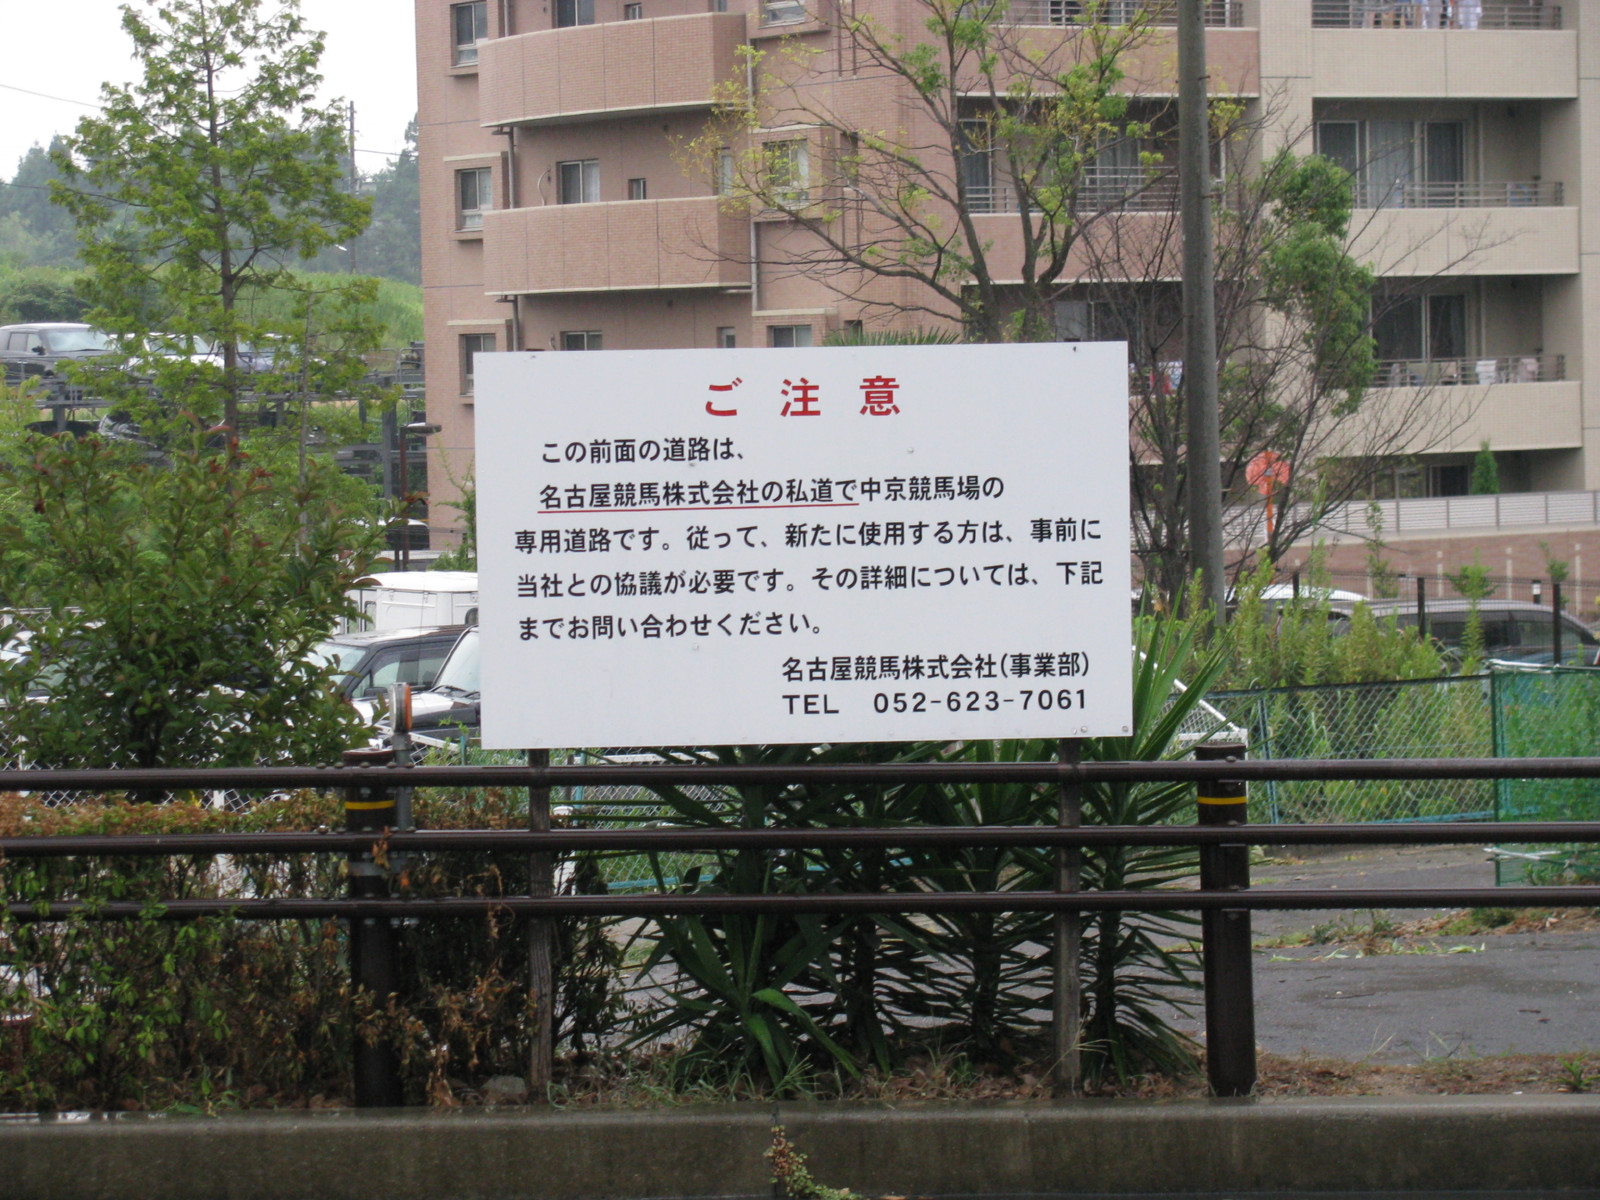 ご注意
この前面の道路は、
名古屋競馬株式会社の私道で中京競馬場の
専用道路です。従って、新たに使用する方は、事前に
当社との協議が必要です。その詳細については、下記
までお問い合わせください。
名古屋競馬株式会社(事業部)
TEL 052-623-7061